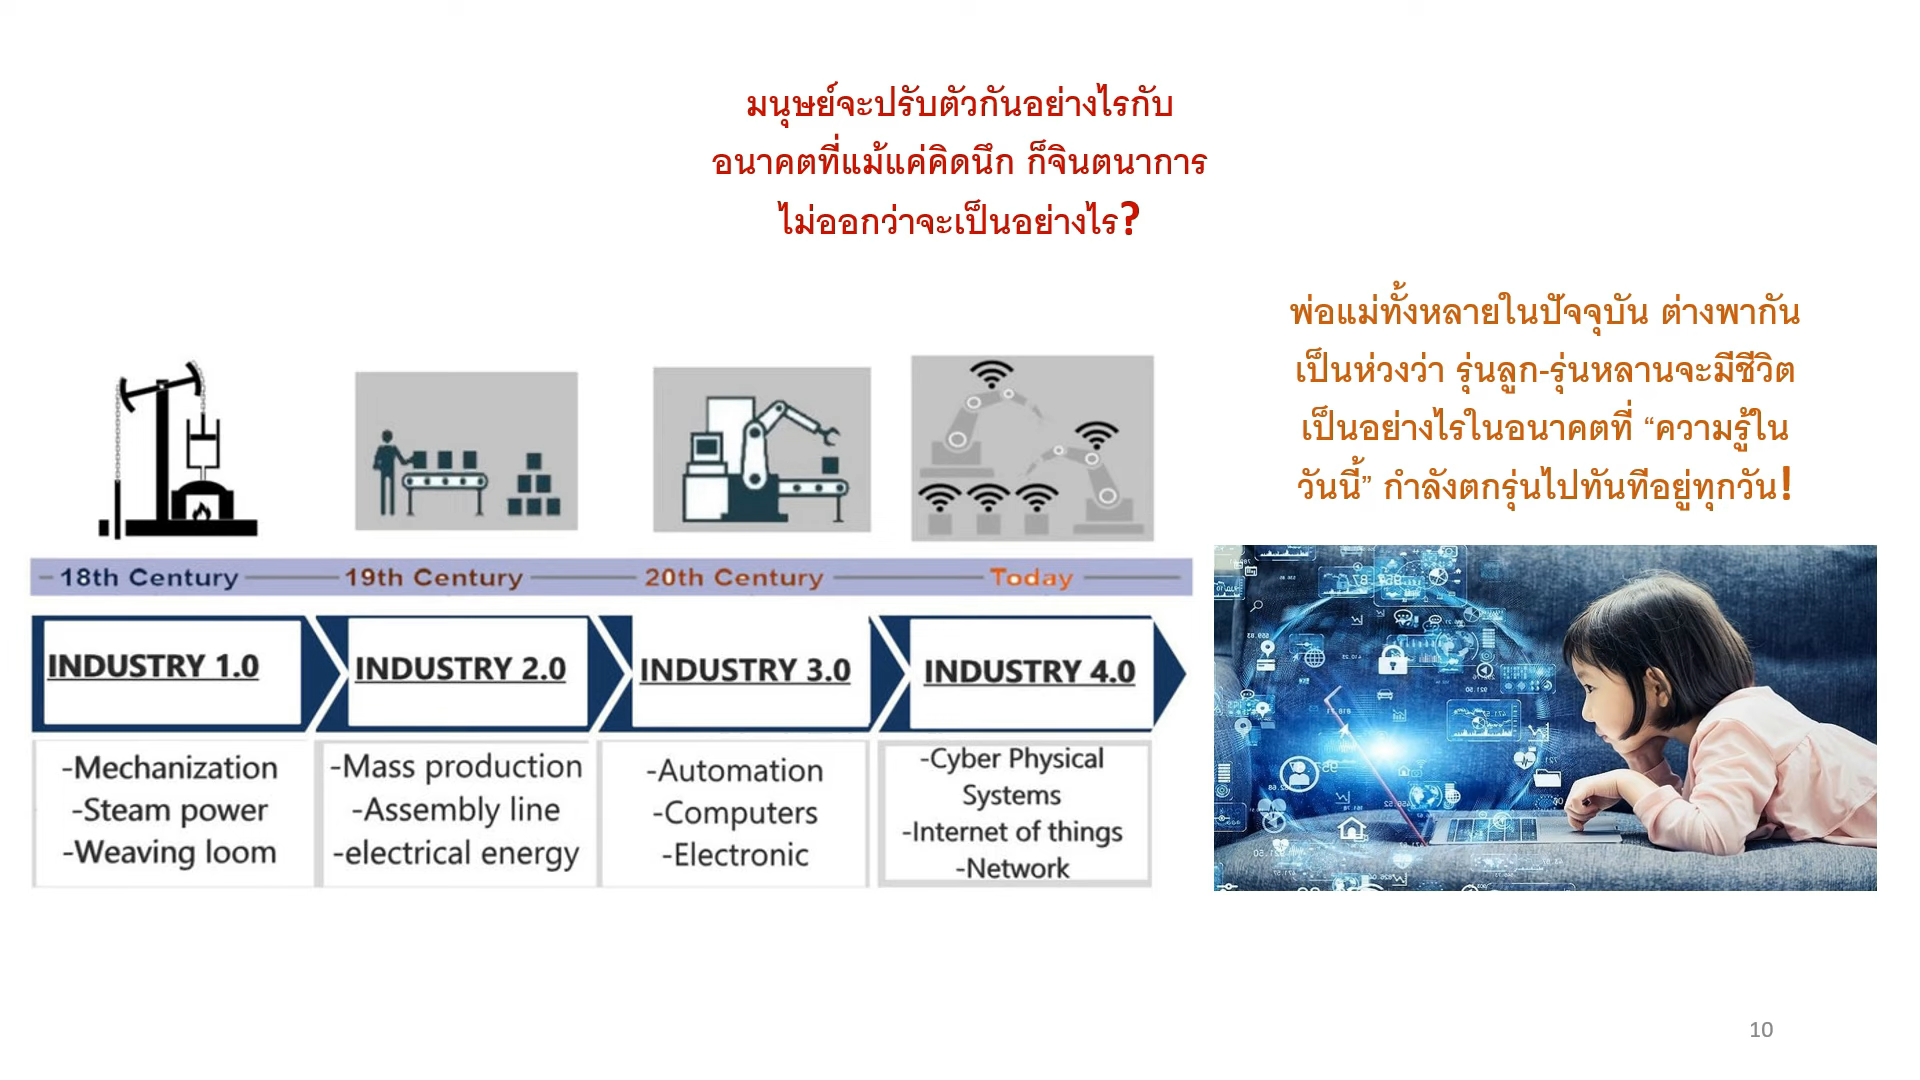 มนุษย์จะปรับตัวกันอย่างไรกับ
อนาคตที่แม้แค่คิดนึก ก็จินตนาการ
ไม่ออกว่าจะเป็นอย่างไร?
พ่อแม่ทั้งหลายในปัจจุบัน ต่างพากัน
เป็นห่วงว่า รุ่นลูก-รุ่นหลานจะมีชีวิต
เป็นอย่างไรในอนาคตที่ “ความรู้ใน
วันนี้” กำลังตกรุ่นไปทันทีอยู่ทุกวัน!
18th Century
19th Century
20th Century
Today
INDUSTRY 1.0
INDUSTRY 2.0
INDUSTRY 3.0
INDUSTRY 4.0
-Mechanization
-Steam power
-Weaving loom
-Mass production
-Assembly line
-electrical energy
-Automation
-Computers
-Electronic
-Cyber Physical
Systems
-Internet of things
-Network
10